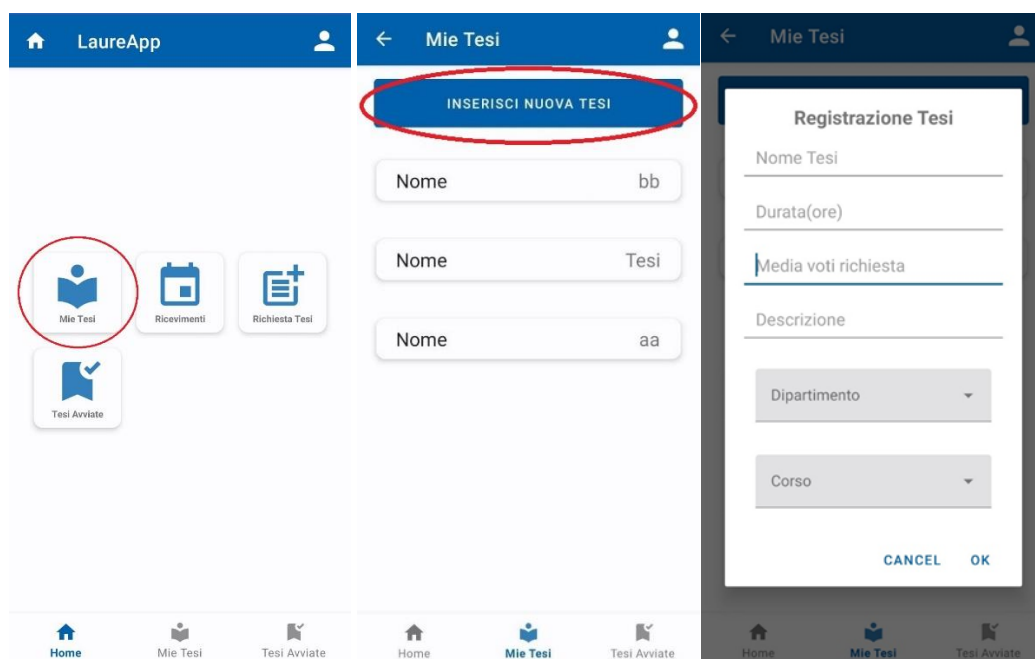 LaureApp
Mie Tesi
Ricevimenti
Richiesta Tesi
Tesi Avviate
Home
Mie Tesi
Tesi Avviate
Mie Tesi
INSERISCI NUOVA TESI
Nome bb
Nome Tesi
Nome aa
Home
Mie Tesi
Tesi Avviate
Mie Tesi
Registrazione Tesi
Nome Tesi
Durata(ore)
Media voti richiesta
Descrizione
Dipartimento
Corso
CANCEL OK
Home
Mie Tesi
Tesi Avviate